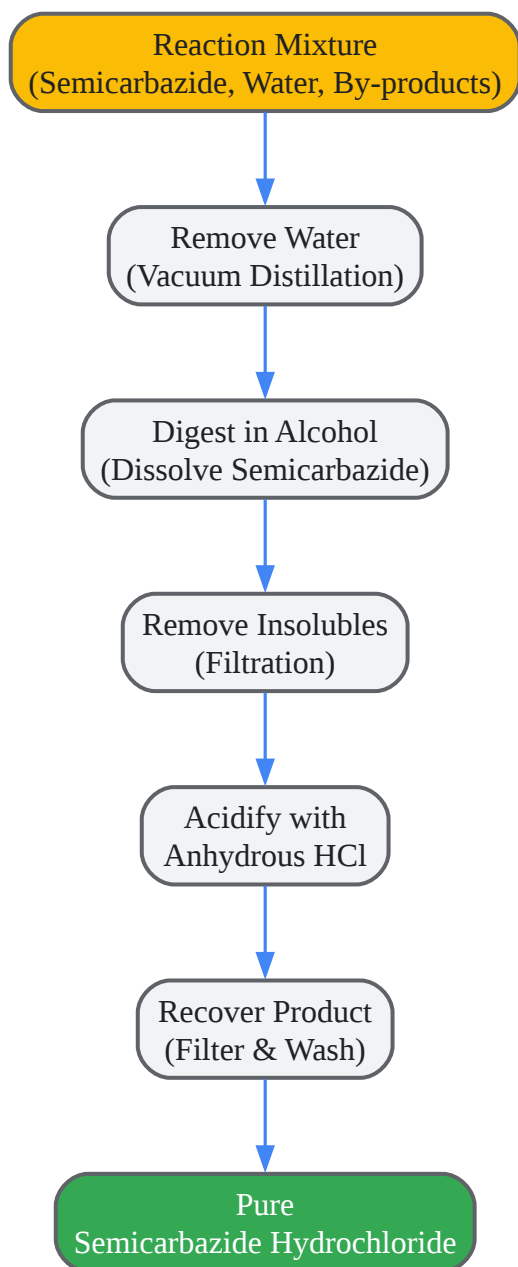 Reaction Mixture
(Semicarbazide, Water, By-products)
Remove Water
(Vacuum Distillation)
Digest in Alcohol
(Dissolve Semicarbazide)
Remove Insolubles
(Filtration)
Acidify with
Anhydrous HCl
Recover Product
(Filter & Wash)
Pure
Semicarbazide Hydrochloride